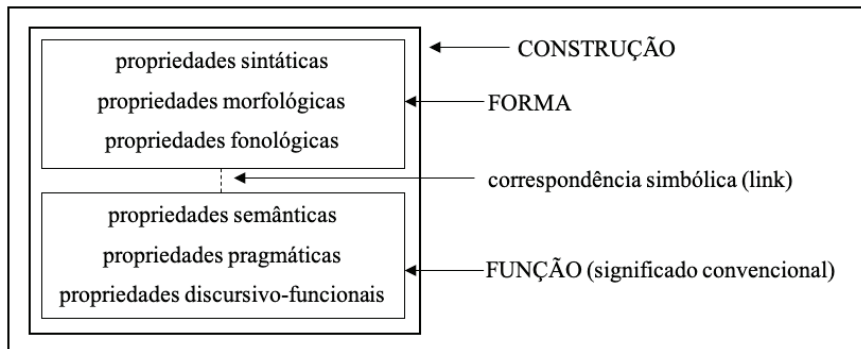 propriedades sintáticas
propriedades morfológicas
propriedades fonológicas
CONSTRUÇÃO
FORMA
correspondência simbólica (link)
propriedades semânticas
propriedades pragmáticas
propriedades discursivo-funcionais
FUNÇÃO (significado convencional)